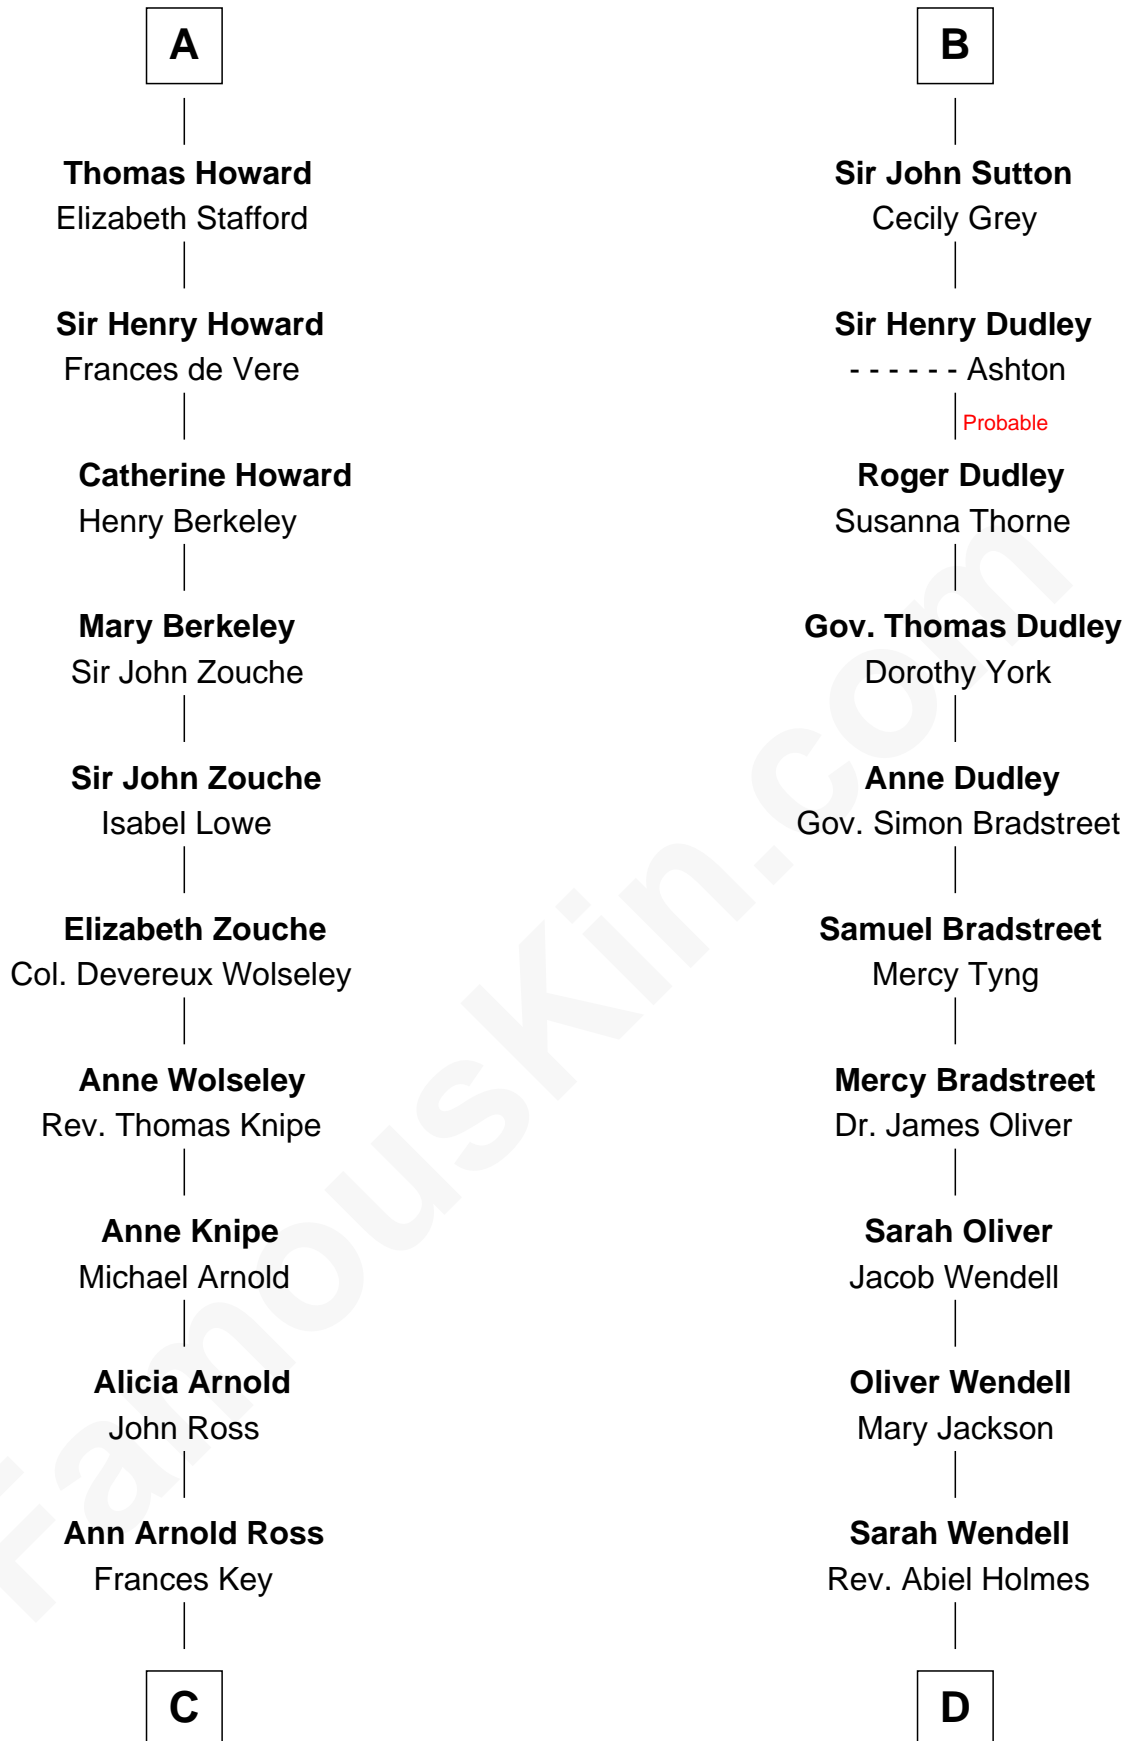 A
Thomas Howard
Elizabeth Stafford
Sir Henry Howard
Frances de Vere
Catherine Howard
Henry Berkeley
Mary Berkeley
Sir John Zouche
Sir John Zouche
Isabel Lowe
Elizabeth Zouche
Col. Devereux Wolseley
Anne Wolseley
Rev. Thomas Knipe
Anne Knipe
Michael Arnold
Alicia Arnold
John Ross
Ann Arnold Ross
Frances Key
C
B
Sir John Sutton
Cecily Grey
Sir Henry Dudley
- - - - - - Ashton
Probable
Roger Dudley
Susanna Thorne
Gov. Thomas Dudley
Dorothy York
Anne Dudley
Gov. Simon Bradstreet
Samuel Bradstreet
Mercy Tyng
Mercy Bradstreet
Dr. James Oliver
Sarah Oliver
Jacob Wendell
Oliver Wendell
Mary Jackson
Sarah Wendell
Rev. Abiel Holmes
D
FamousKin.com